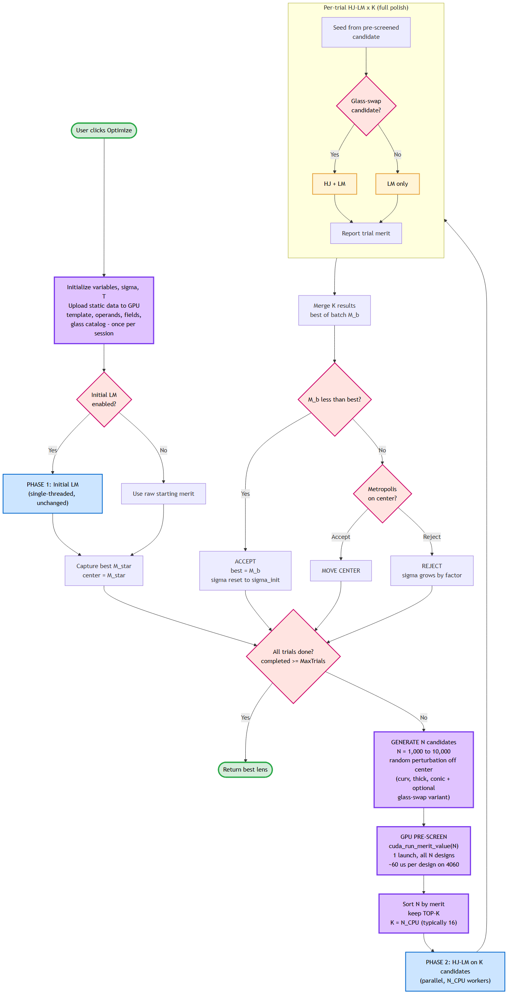 Per-trial HJ-LM x K (full polish)
Seed from pre-screened
candidate
Glass-swap
candidate?
Yes
No
HJ + LM
LM only
Report trial merit
User clicks Optimize
Initialize variables, sigma,
T
Upload static data to GPU
template, operands, fields,
glass catalog - once per
session
Initial LM
enabled?
Yes
No
PHASE 1: Initial LM
(single-threaded,
unchanged)
Use raw starting merit
Capture best M_star
center = M_star
Merge K results
best of batch M_b
M_b less than best?
Yes
No
Metropolis
on center?
Accept
Reject
ACCEPT
best = M_b
sigma reset to sigma_init
MOVE CENTER
REJECT
sigma grows by factor
All trials done?
completed >= MaxTrials
Yes
No
Return best lens
GENERATE N candidates
N = 1,000 to 10,000
random perturbation off
center
(curv, thick, conic +
optional
glass-swap variant)
GPU PRE-SCREEN
cuda_run_merit_value(N)
1 launch, all N designs
~60 us per design on 4060
Sort N by merit
keep TOP-K
K = N_CPU (typically 16)
PHASE 2: HJ-LM on K
candidates
(parallel, N_CPU workers)